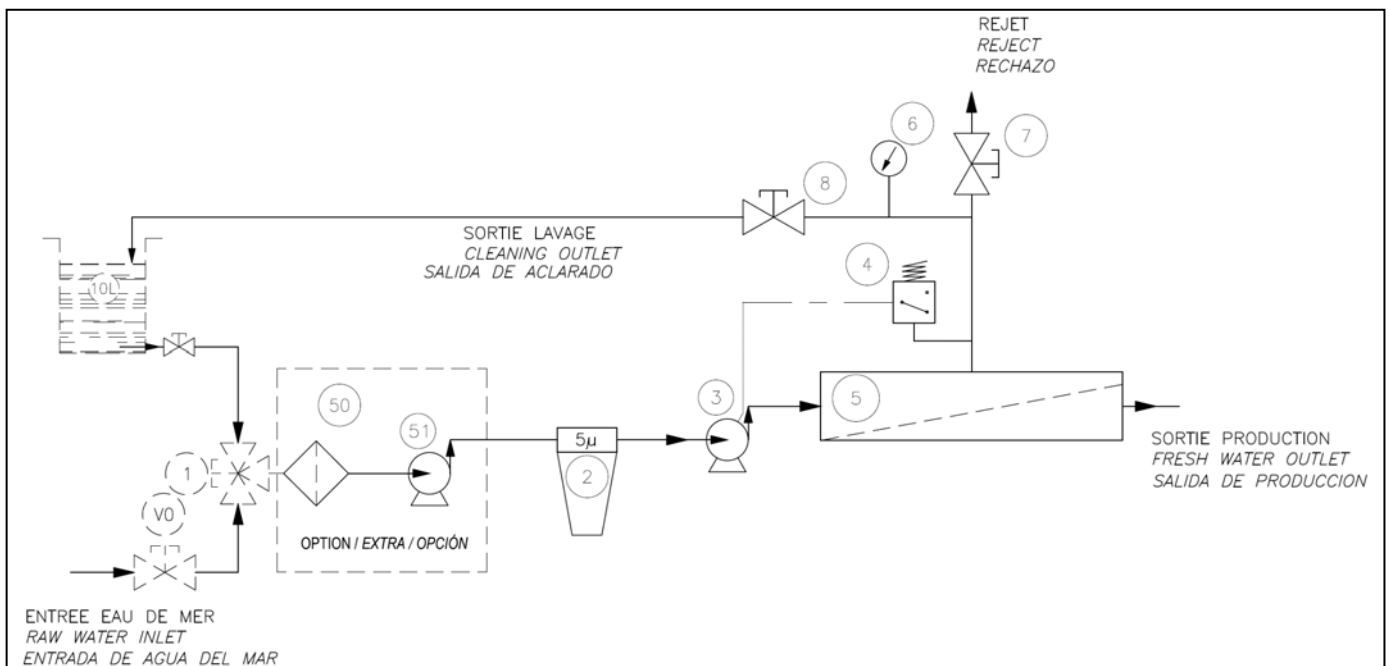 REJET
REJECT
RECHAZO
6
7
8
SORTIE LAVAGE
CLEANING OUTLET
SALIDA DE ACLARADO
4
10L
50
3
5
51
5µ
SORTIE PRODUCTION
FRESH WATER OUTLET
SALIDA DE PRODUCCION
1
2
V0
OPTION / EXTRA / OPCIÓN
ENTREE EAU DE MER
RAW WATER INLET
ENTRADA DE AGUA DEL MAR